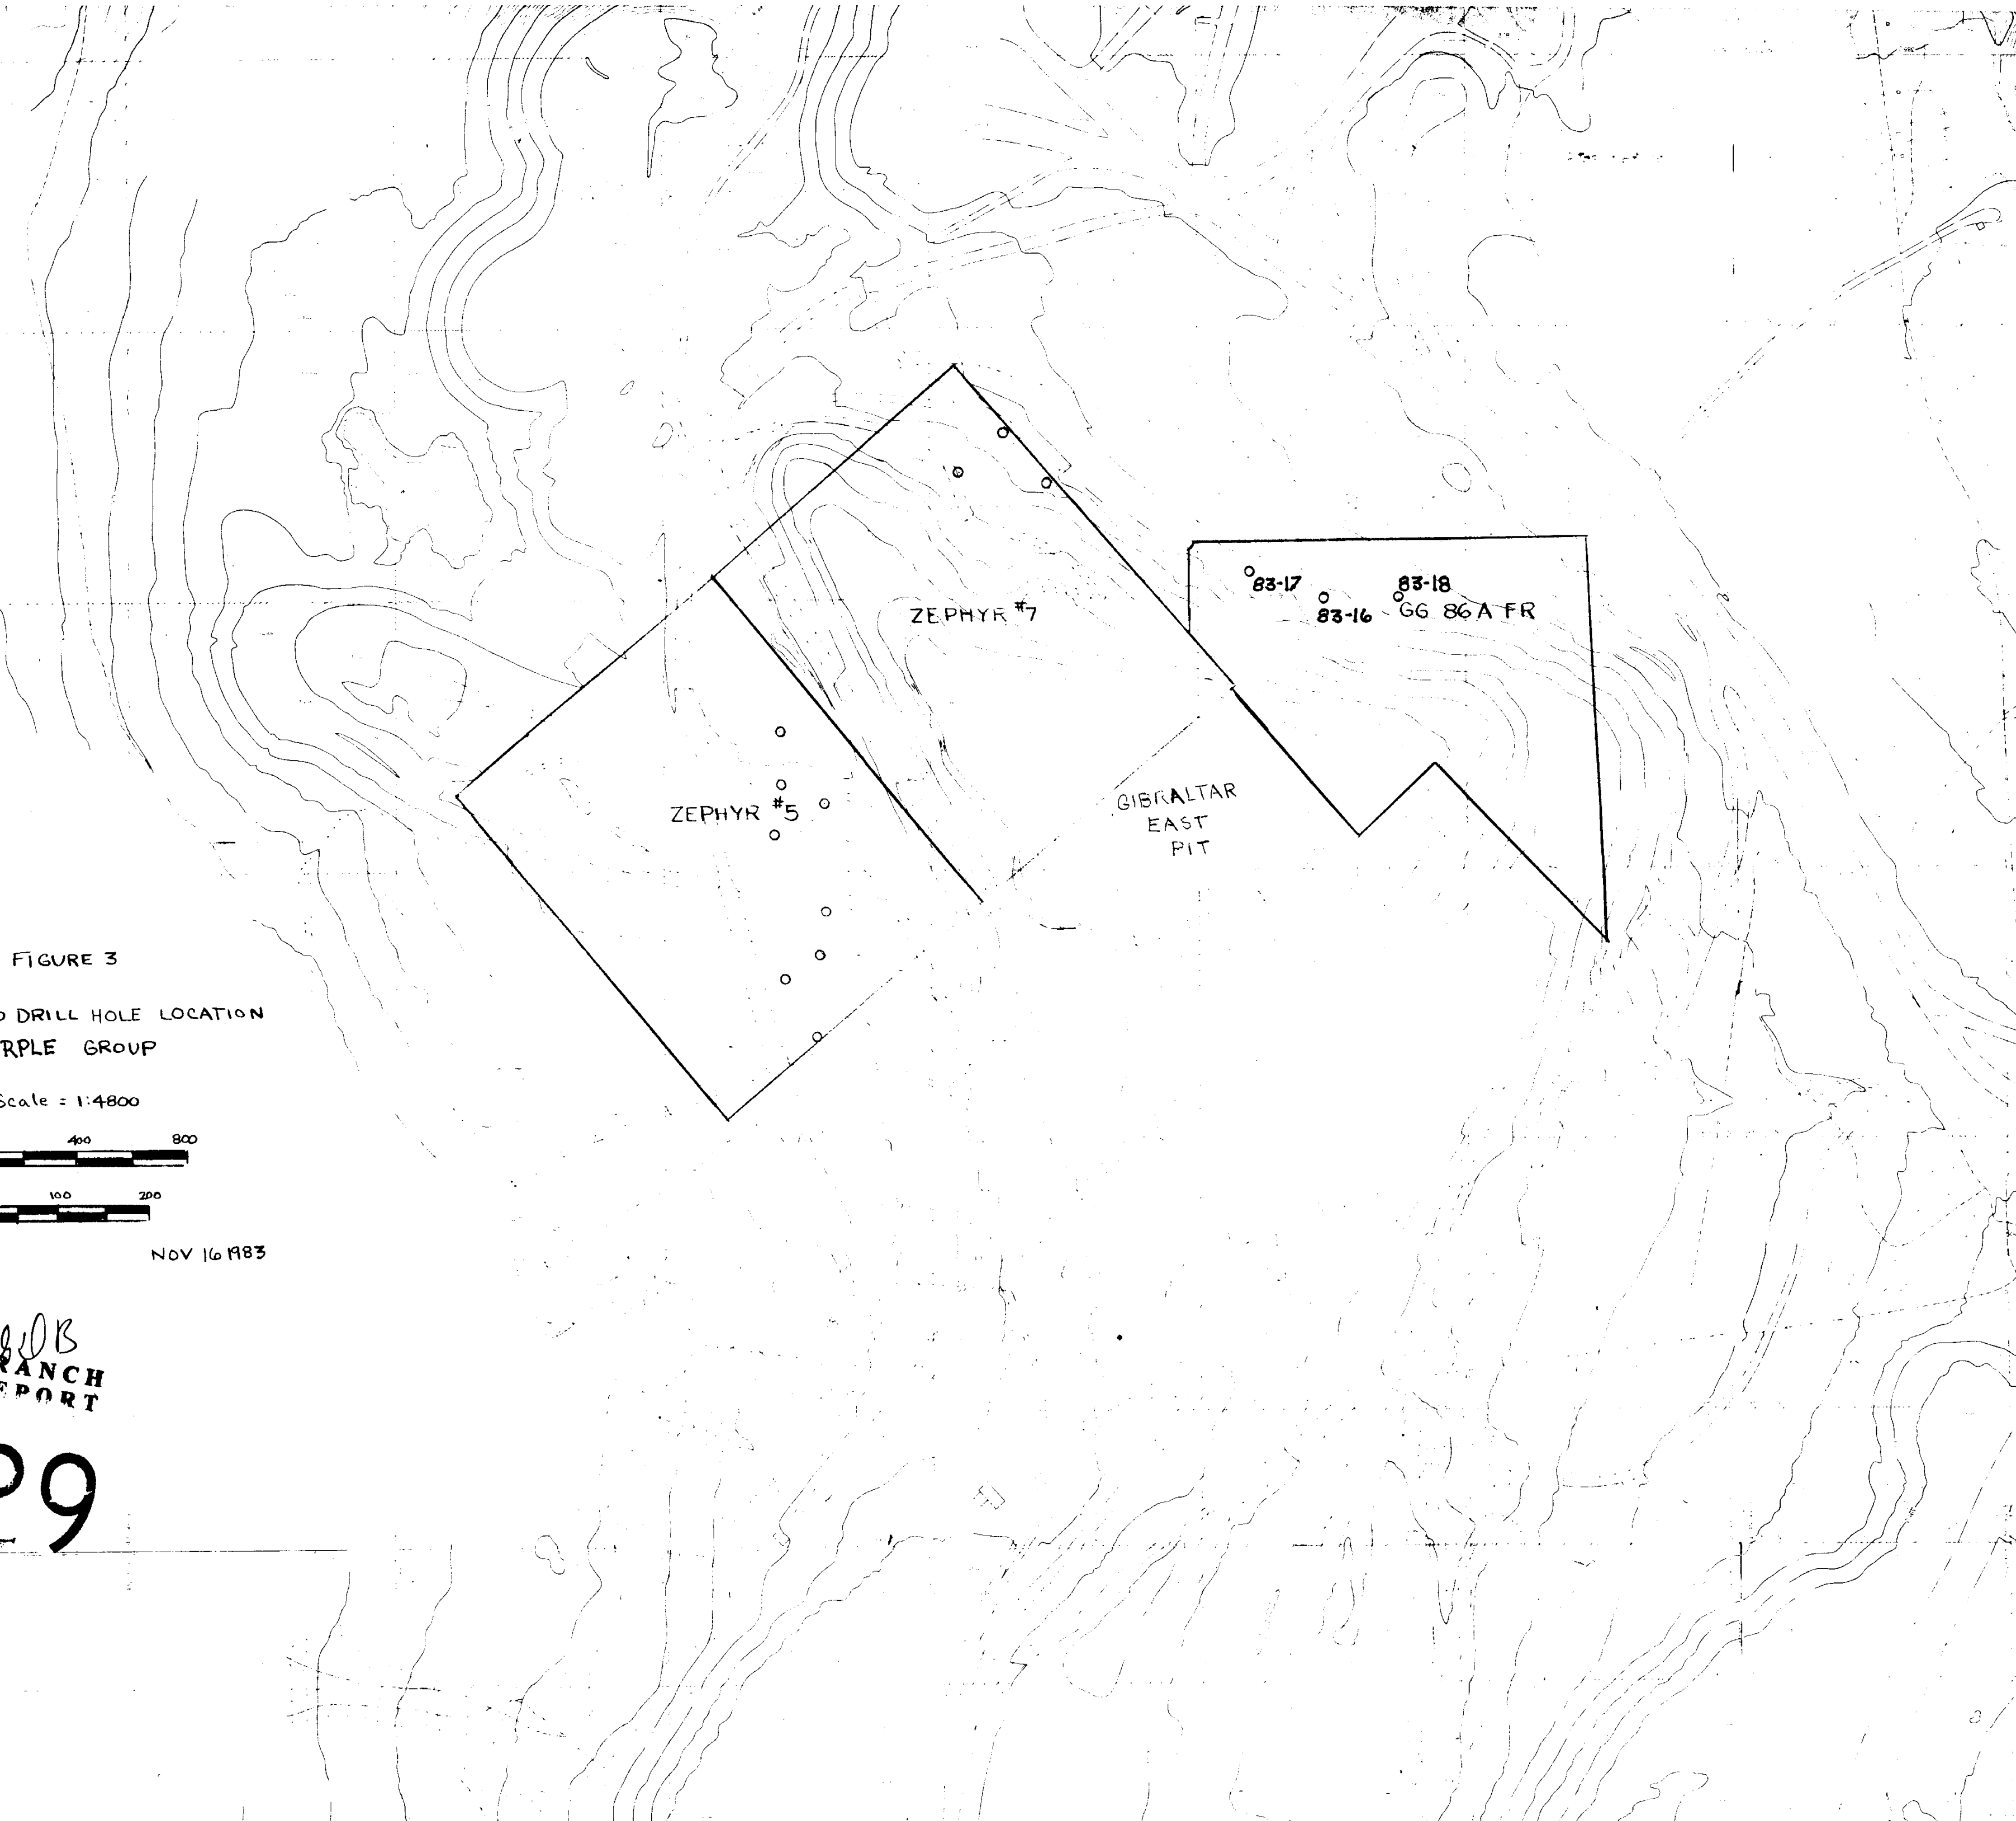 ZEPHYR #7
83-17
83-16
83-18
GG 86 A FR
ZEPHYR #5
GIBRALTAR
EAST
PIT
FIGURE 3
DRILL HOLE LOCATION
RPLE GROUP
Scale = 1:4800
400 800
100 200
NOV 16 1983
RANCH
EPORT
29